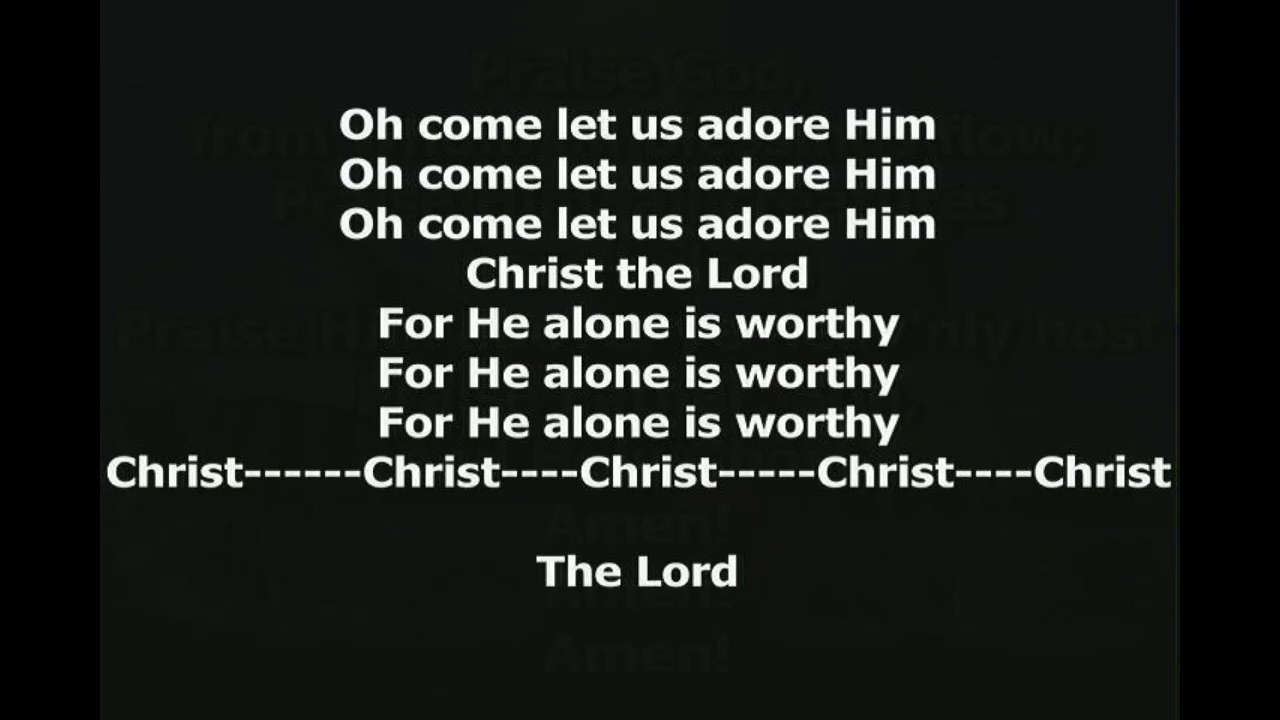 Oh come let us adore Him
Oh come let us adore Him
Oh come let us adore Him
Christ the Lord
For He alone is worthy
For He alone is worthy
For He alone is worthy
Christ------Christ----Christ-----Christ----Christ
The Lord